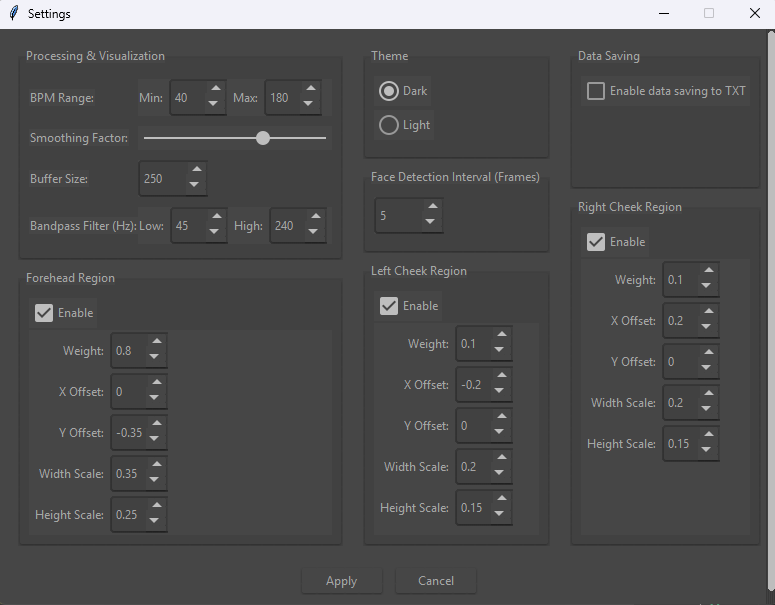 Settings
Processing & Visualization
BPM Range: Min: 40 Max: 180
Smoothing Factor:
Buffer Size: 250
Bandpass Filter (Hz): Low: 45 High: 240
Forehead Region
Enable
Weight: 0.8
X Offset: 0
Y Offset: -0.35
Width Scale: 0.35
Height Scale: 0.25
Theme
Dark
Light
Face Detection Interval (Frames)
5
Left Cheek Region
Enable
Weight: 0.1
X Offset: -0.2
Y Offset: 0
Width Scale: 0.2
Height Scale: 0.15
Data Saving
Enable data saving to TXT
Right Cheek Region
Enable
Weight: 0.1
X Offset: 0.2
Y Offset: 0
Width Scale: 0.2
Height Scale: 0.15
Apply
Cancel